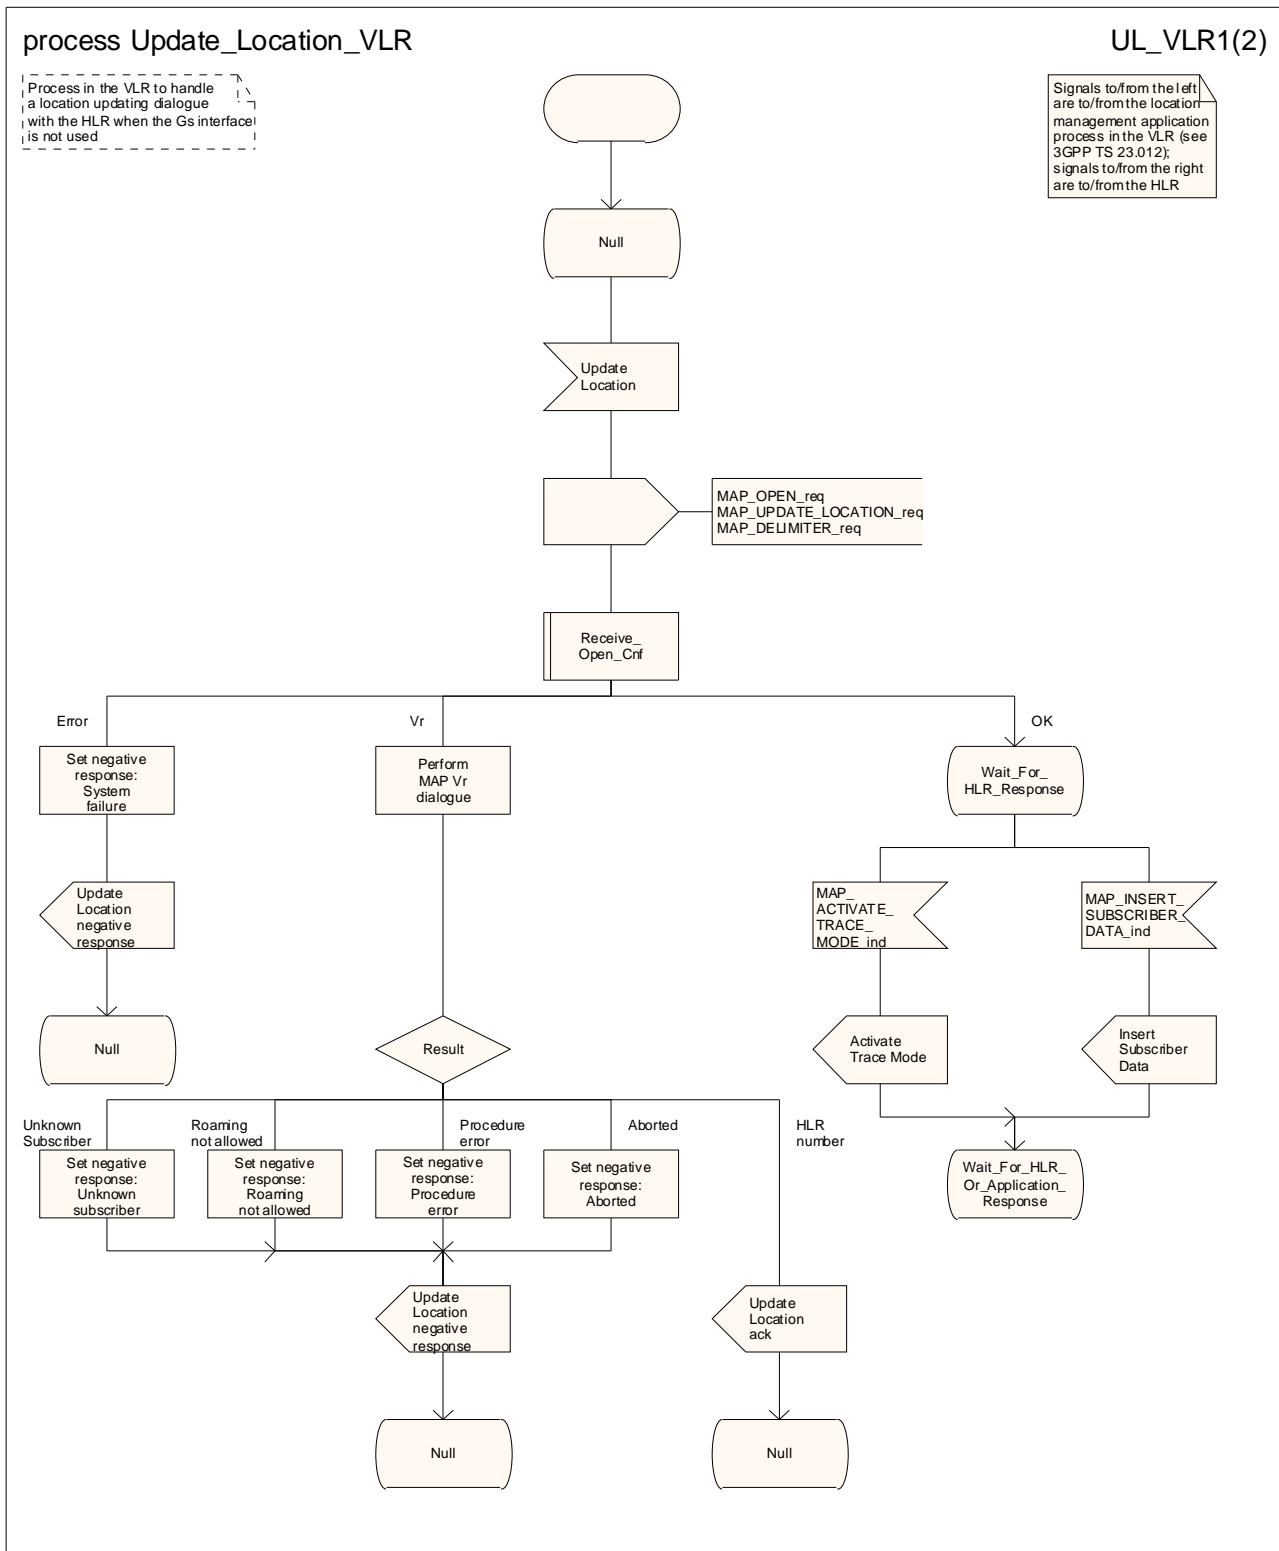 process Update_Location_VLR
UL_VLR1(2)
Process in the VLR to handle
a location updating dialogue
with the HLR when the Gs interface
is not used
Signals to/from the left
are to/from the location
management application
process in the VLR (see
3GPP TS 23.012);
signals to/from the right
are to/from the HLR
Null
Update
Location
MAP_OPEN_req
MAP_UPDATE_LOCATION_req
MAP_DELIMITER_req
Receive_
Open_Cnf
Error
Vr
OK
Set negative
response:
System
failure
Perform
MAP Vr
dialogue
Wait_For_
HLR_Response
Update
Location
negative
response
MAP_
ACTIVATE_
TRACE_
MODE_ind
MAP_INSERT_
SUBSCRIBER_
DATA_ind
Null
Result
Activate
Trace Mode
Insert
Subscriber
Data
Unknown
Subscriber
Roaming
not allowed
Procedure
error
Aborted
HLR
number
Set negative
response:
Unknown
subscriber
Set negative
response:
Roaming
not allowed
Set negative
response:
Procedure
error
Set negative
response:
Aborted
Wait_For_HLR_
Or_Application_
Response
Update
Location
negative
response
Update
Location
ack
Null
Null